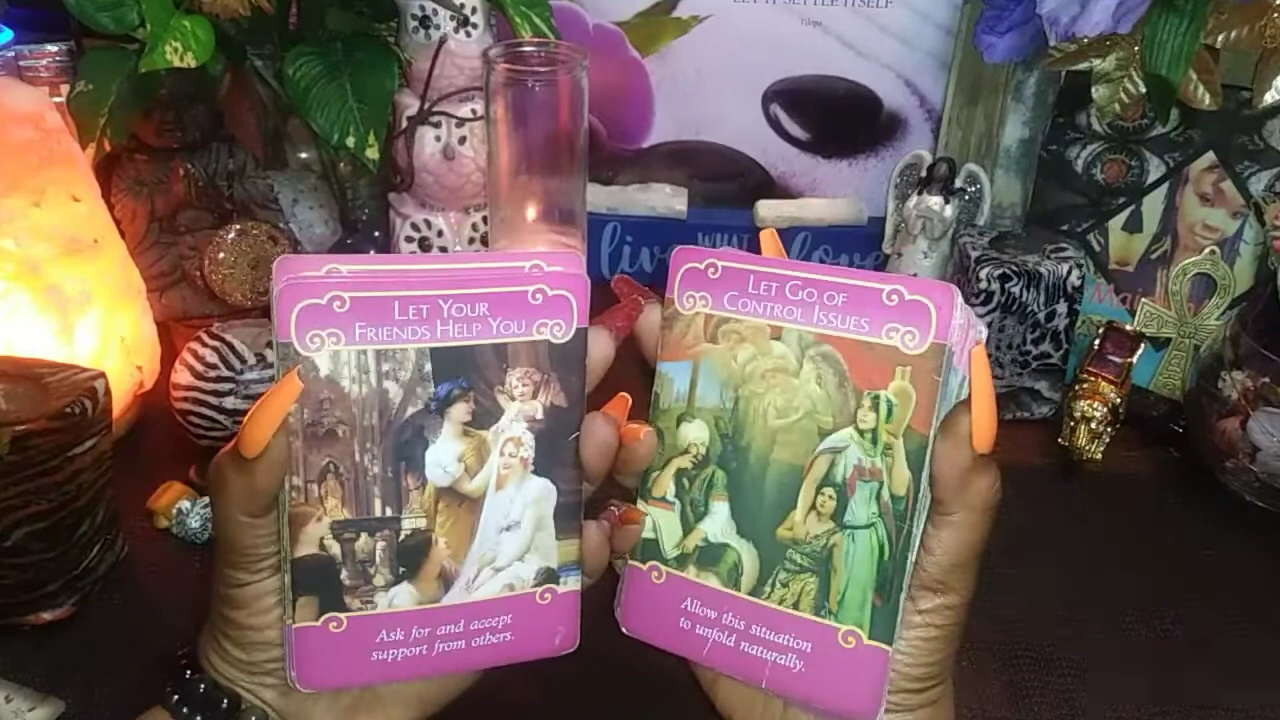 LET IT SETTLE ITSELF.
live WHAT
love
LET YOUR
FRIENDS HELP YOU
Ask for and accept
support from others.
LET GO OF
CONTROL ISSUES
Allow this situation
to unfold naturally.